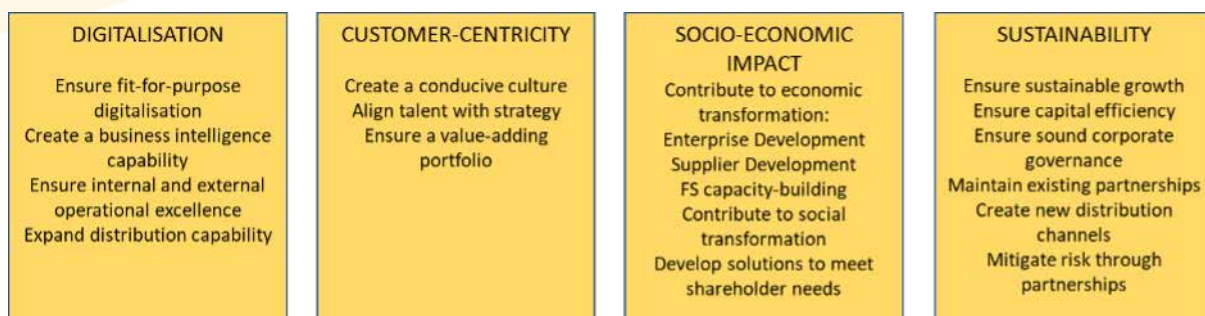 DIGITALISATION
Ensure fit-for-purpose
digitalisation
Create a business intelligence
capability
Ensure internal and external
operational excellence
Expand distribution capability
CUSTOMER-CENTRICITY
Create a conducive culture
Align talent with strategy
Ensure a value-adding
portfolio
SOCIO-ECONOMIC
IMPACT
Contribute to economic
transformation:
Enterprise Development
Supplier Development
FS capacity-building
Contribute to social
transformation
Develop solutions to meet
shareholder needs
SUSTAINABILITY
Ensure sustainable growth
Ensure capital efficiency
Ensure sound corporate
governance
Maintain existing partnerships
Create new distribution
channels
Mitigate risk through
partnerships